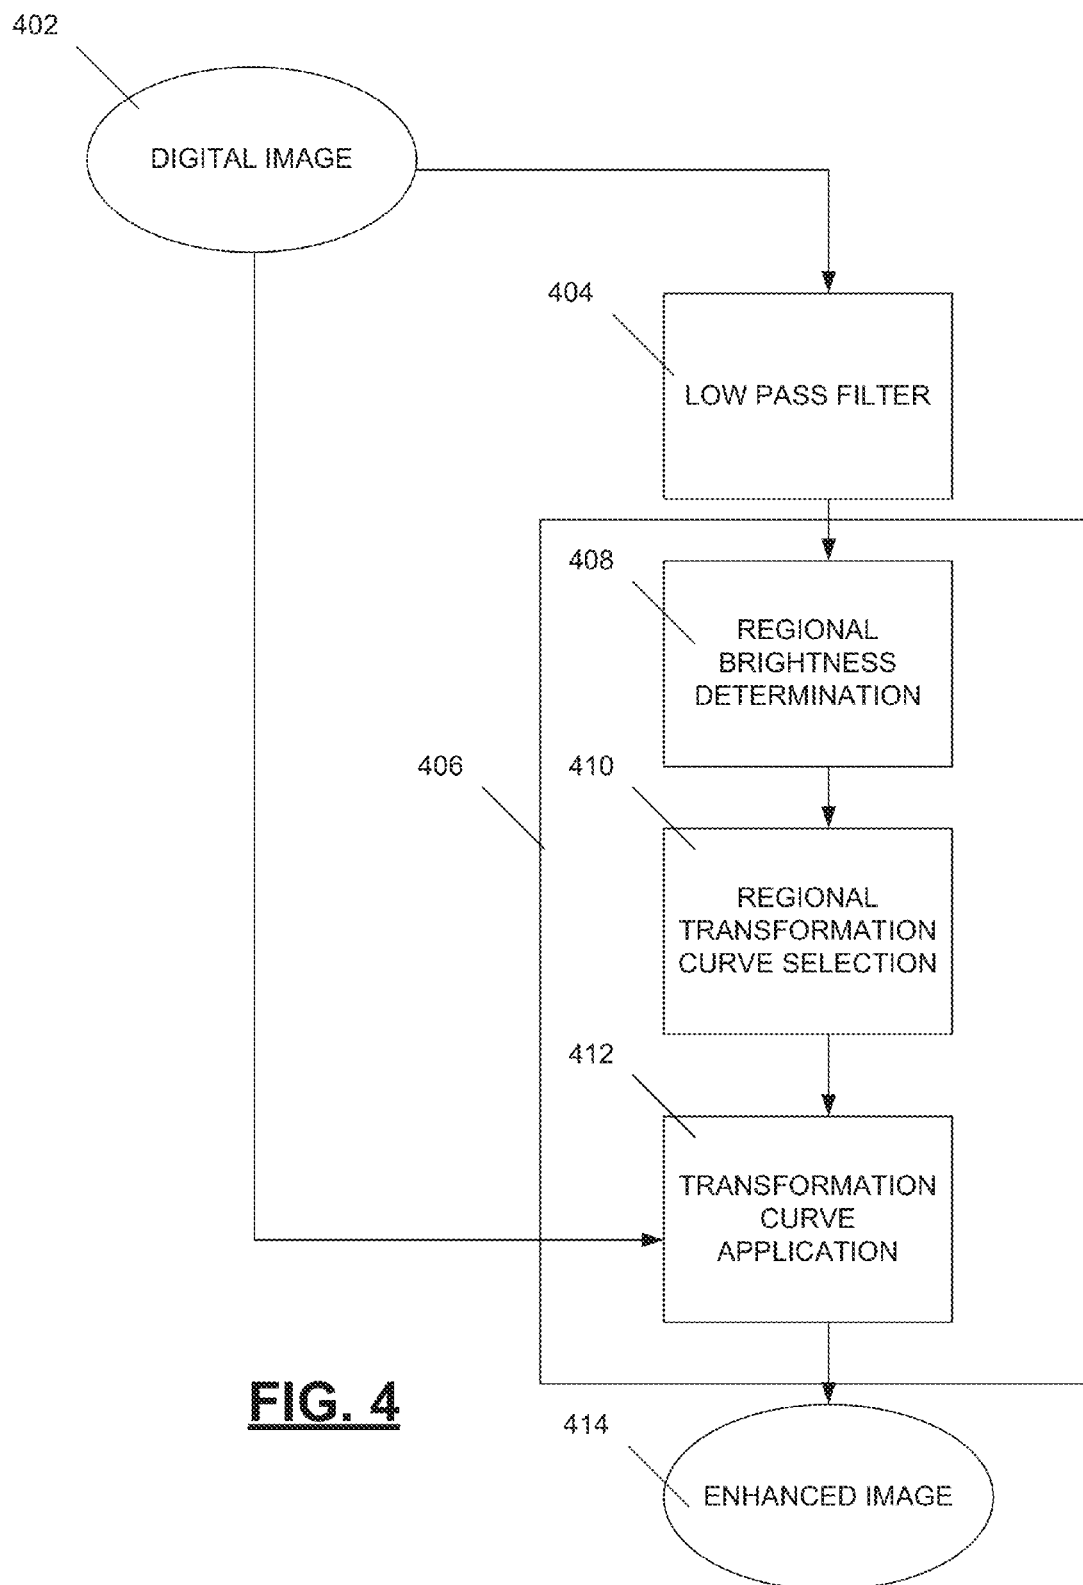 402
DIGITAL IMAGE
404
LOW PASS FILTER
408
REGIONAL
BRIGHTNESS
DETERMINATION
406
410
REGIONAL
TRANSFORMATION
CURVE SELECTION
412
TRANSFORMATION
CURVE
APPLICATION
FIG. 4
414
ENHANCED IMAGE